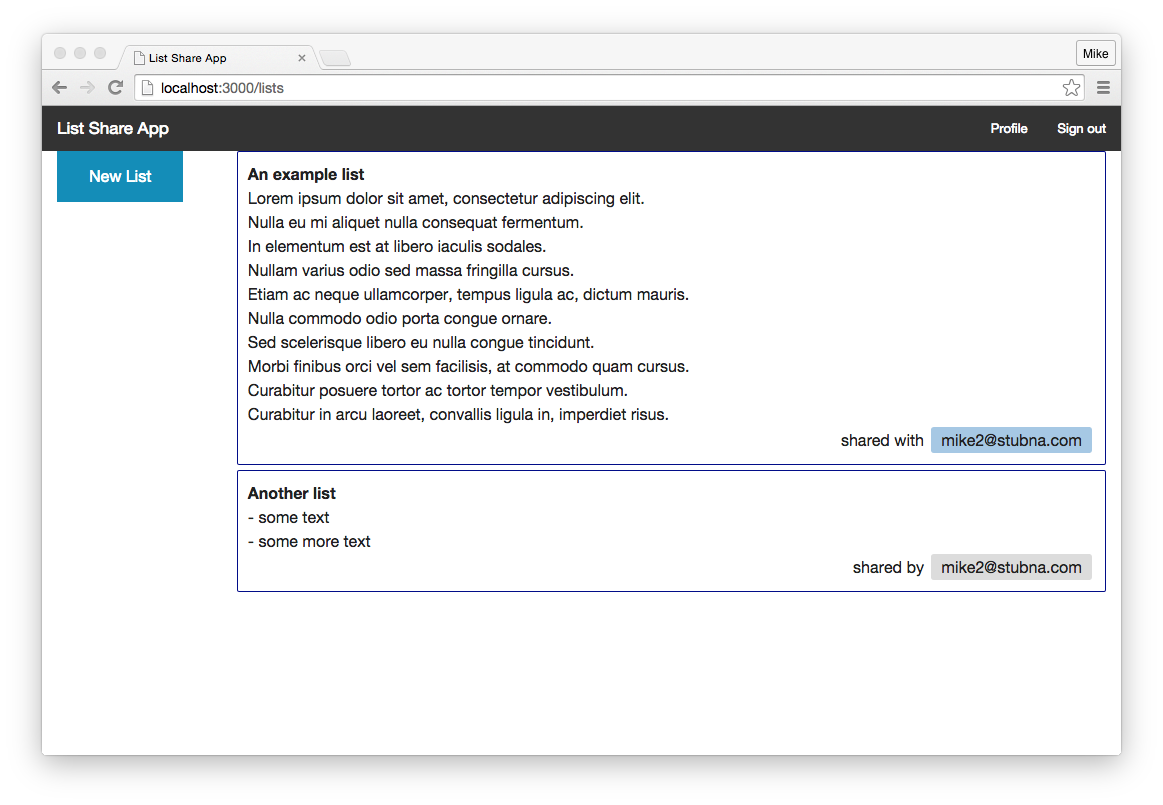 List Share App
Mike
localhost:3000/lists
List Share App
Profile
Sign out
New List
An example list
Lorem ipsum dolor sit amet, consectetur adipiscing elit.
Nulla eu mi aliquet nulla consequat fermentum.
In elementum est at libero iaculis sodales.
Nullam varius odio sed massa fringilla cursus.
Etiam ac neque ullamcorper, tempus ligula ac, dictum mauris.
Nulla commodo odio porta congue ornare.
Sed scelerisque libero eu nulla congue tincidunt.
Morbi finibus orci vel sem facilisis, at commodo quam cursus.
Curabitur posuere tortor ac tortor tempor vestibulum.
Curabitur in arcu laoreet, convallis ligula in, imperdiet risus.
shared with mike2@stubna.com
Another list
- some text
- some more text
shared by mike2@stubna.com